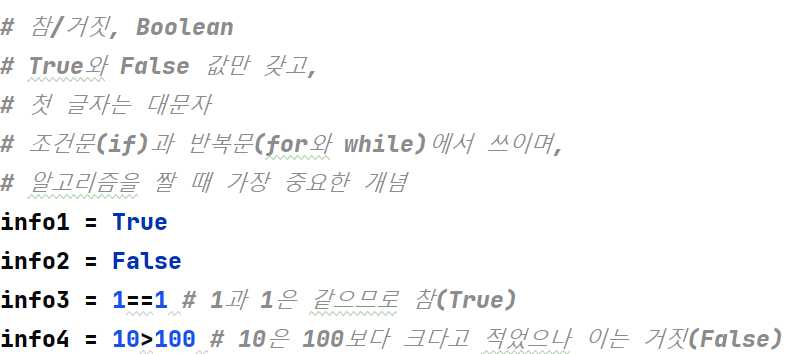 # 참/거짓, Boolean
# True와 False 값만 갖고,
# 첫 글자는 대문자
# 조건문(if)과 반복문(for와 while)에서 쓰이며,
# 알고리즘을 짤 때 가장 중요한 개념
info1 = True
info2 = False
info3 = 1==1 # 1과 1은 같으므로 참(True)
info4 = 10>100 # 10은 100보다 크다고 적었으나 이는 거짓(False)